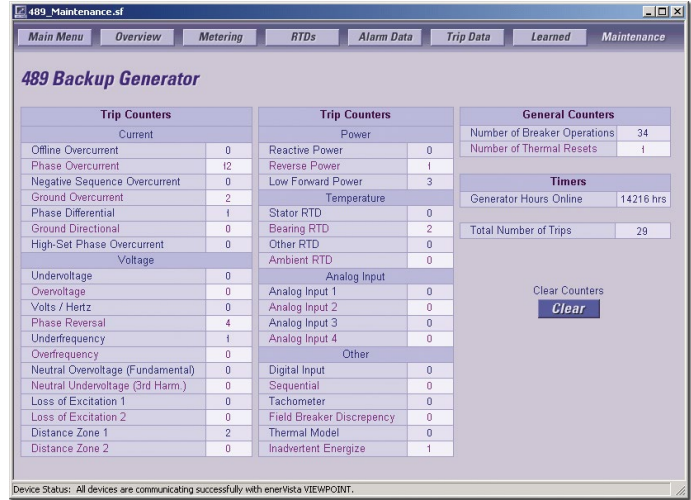 489_Maintenance.sf
Main Menu Overview Metering RTDs Alarm Data Trip Data Learned Maintenance
489 Backup Generator
Trip Counters
Current
Offline Overcurrent 0
Phase Overcurrent 12
Negative Sequence Overcurrent 0
Ground Overcurrent 2
Phase Differential 1
Ground Directional 0
High-Set Phase Overcurrent 0
Voltage
Undervoltage 0
Overvoltage 0
Volts / Hertz 0
Phase Reversal 4
Underfrequency 1
Overfrequency 0
Neutral Overvoltage (Fundamental) 0
Neutral Undervoltage (3rd Harm.) 0
Loss of Excitation 1 0
Loss of Excitation 2 0
Distance Zone 1 2
Distance Zone 2 0
Trip Counters
Power
Reactive Power 0
Reverse Power 1
Low Forward Power 3
Temperature
Stator RTD 0
Bearing RTD 2
Other RTD 0
Ambient RTD 0
Analog Input
Analog Input 1 0
Analog Input 2 0
Analog Input 3 0
Analog Input 4 0
Other
Digital Input 0
Sequential 0
Tachometer 0
Field Breaker Discrepency 0
Thermal Model 0
Inadvertent Energize 1
General Counters
Number of Breaker Operations 34
Number of Thermal Resets 1
Timers
Generator Hours Online 14216 hrs
Total Number of Trips 29
Clear Counters
Clear
Device Status: All devices are communicating successfully with enerVista VIEWPOINT.